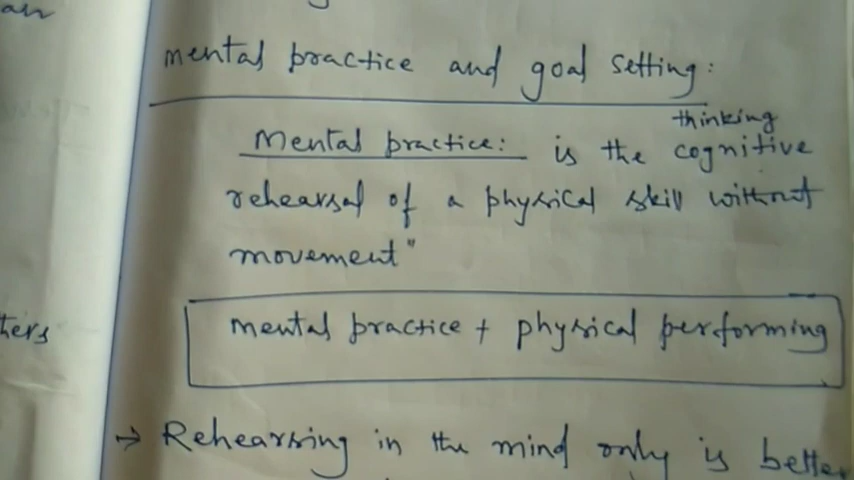 mental practice and goal setting:
thinking
Mental practice: is the cognitive
rehearsal of a physical skill without
movement"
mental practice + physical performing
hers
→ Rehearsing in the mind only is better